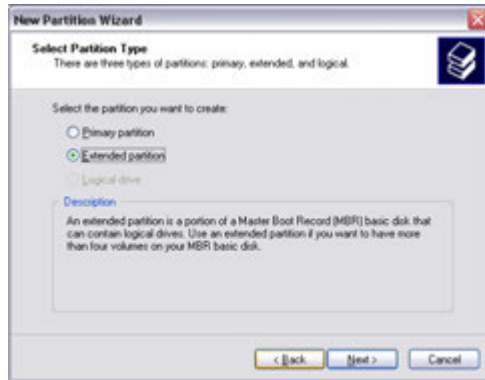 New Partition Wizard
Select Partition Type
There are three types of partitions: primary, extended, and logical.
Select the partition you want to create:
Primary partition
Extended partition
Logical drive
Description
An extended partition is a portion of a Master Boot Record (MBR) basic disk that
can contain logical drives. Use an extended partition if you want to have more
than four volumes on your MBR basic disk.
< Back
Next >
Cancel